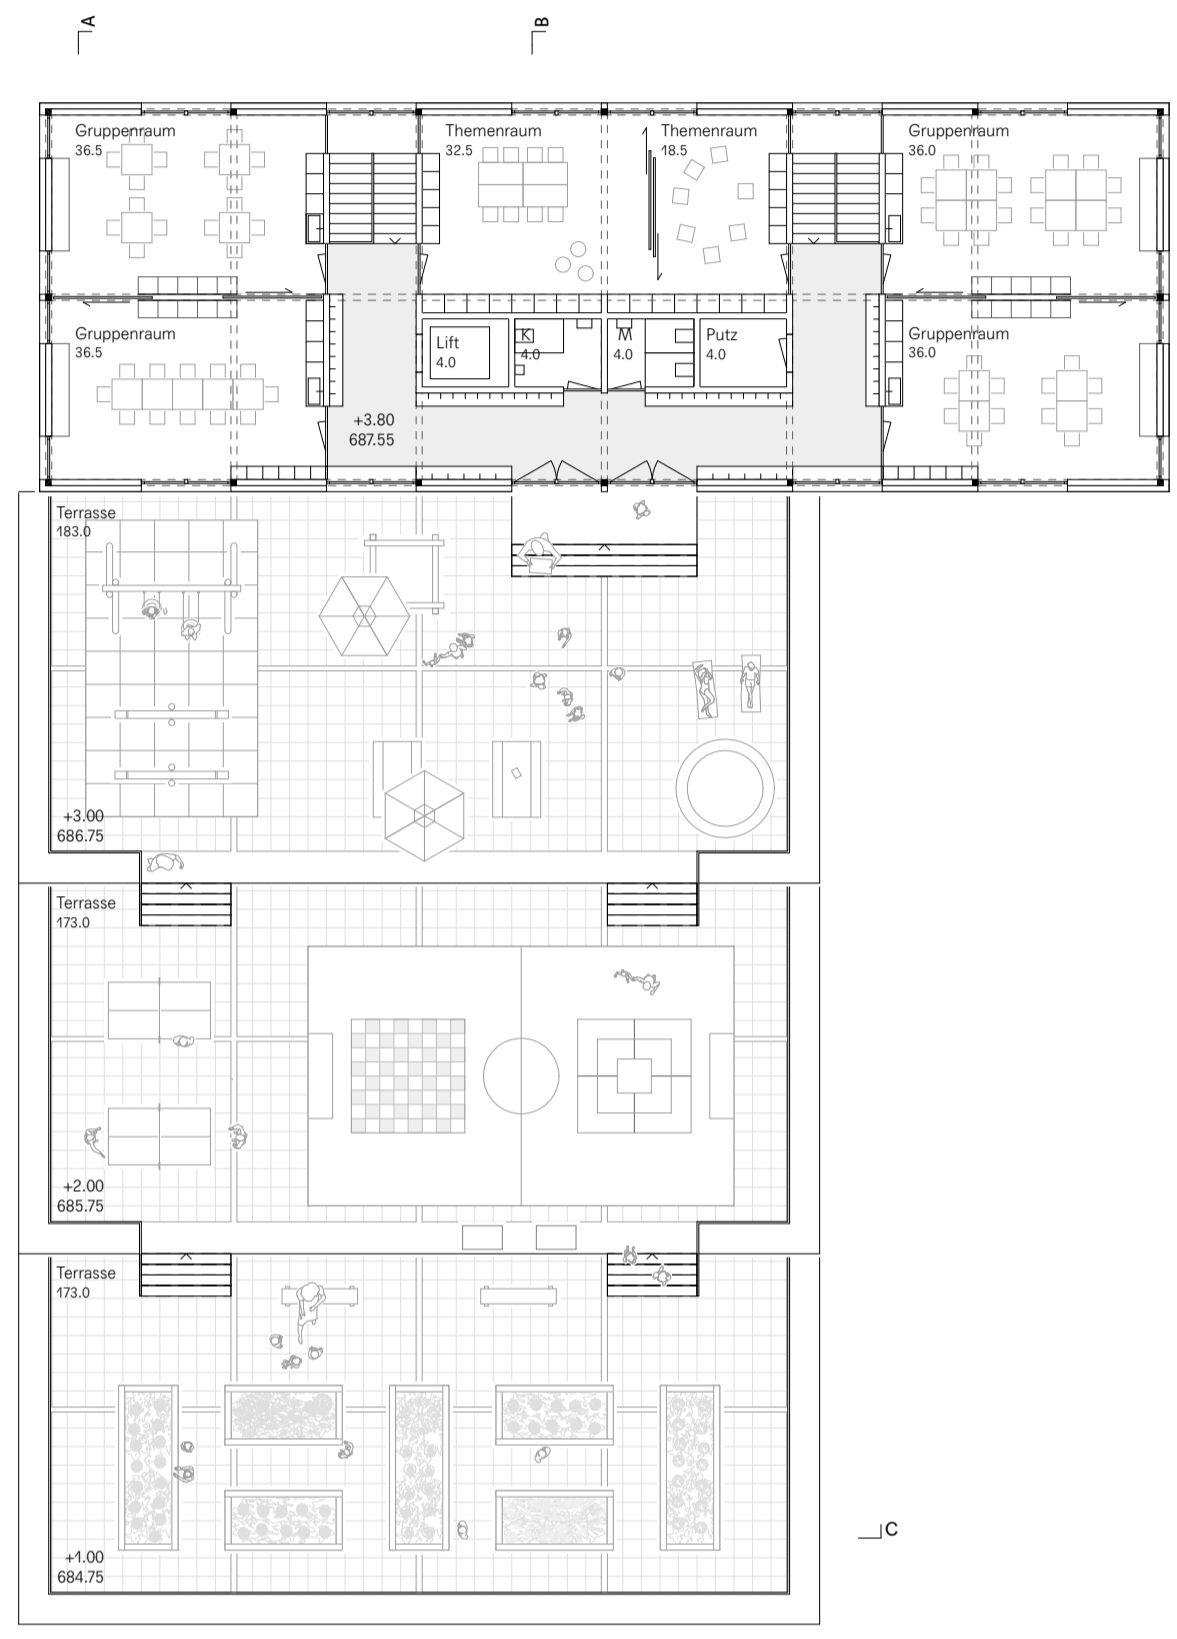 A
B
Gruppenraum
36.5
Themenraum
32.5
Themenraum
18.5
Gruppenraum
36.0
Gruppenraum
36.5
Lift
4.0
K
4.0
M
4.0
Putz
4.0
Gruppenraum
36.0
+3.80
687.55
Terrasse
183.0
+3.00
686.75
Terrasse
173.0
+2.00
685.75
Terrasse
173.0
+1.00
684.75
C